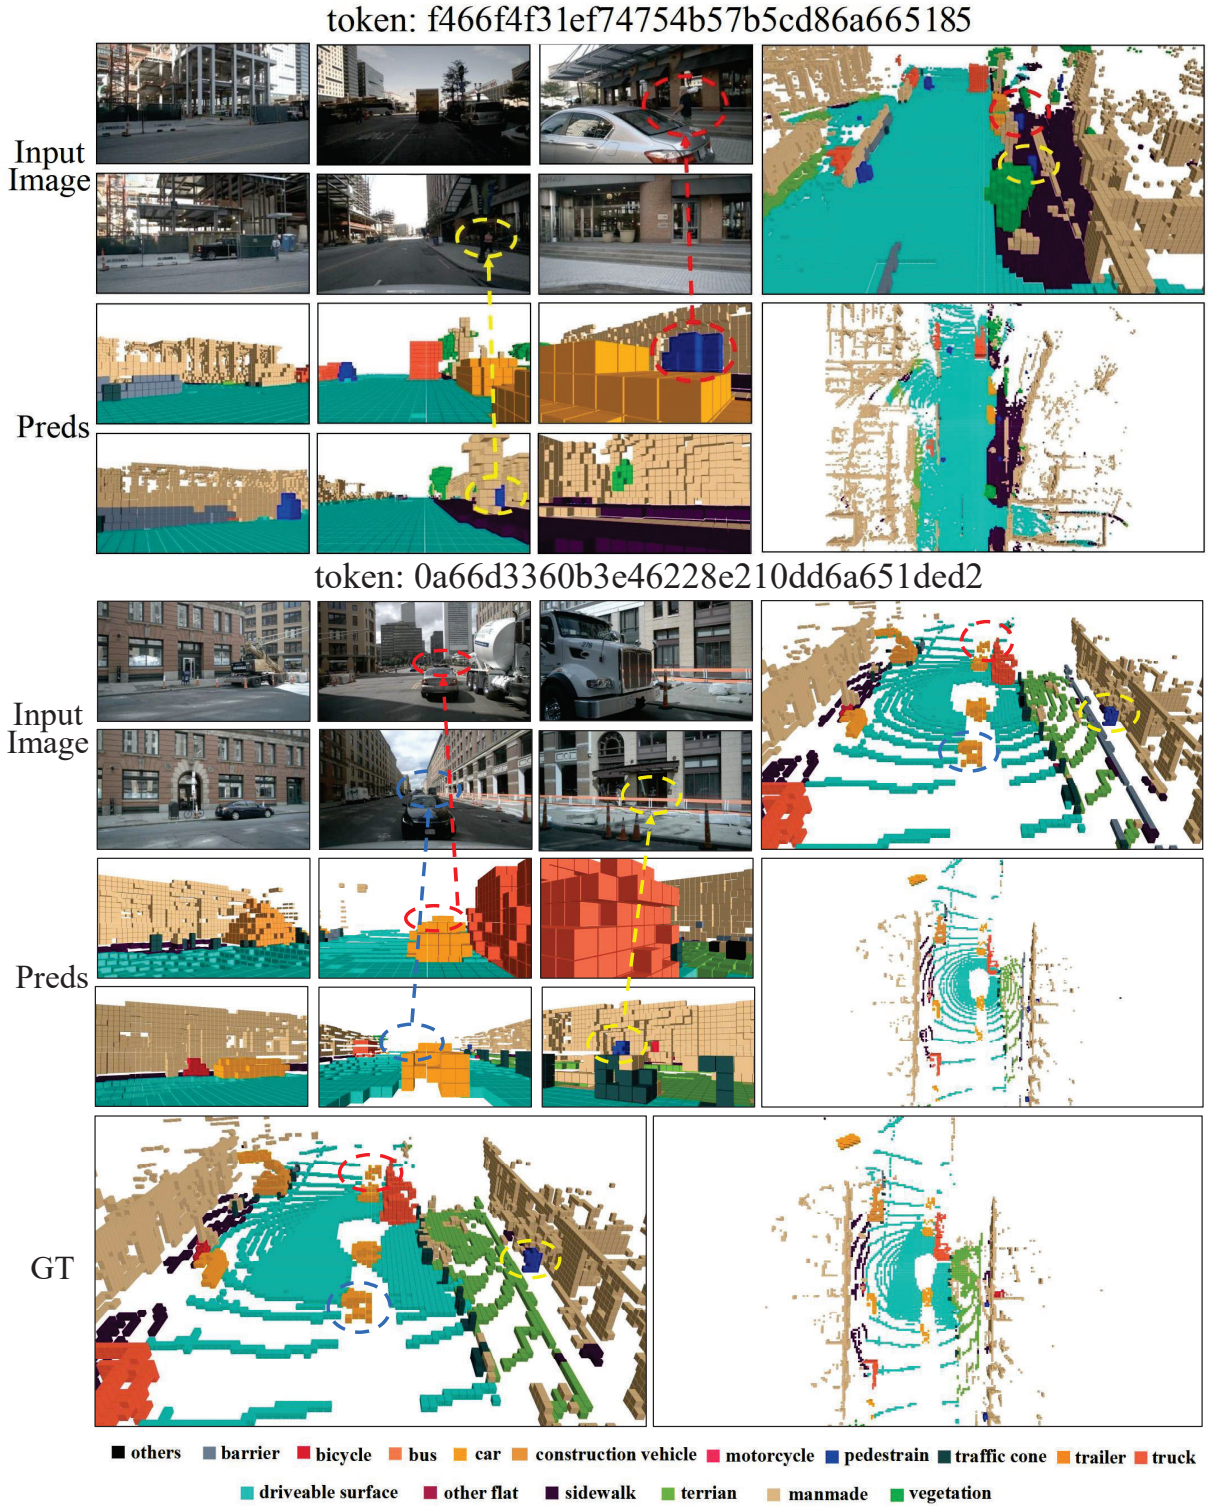 token: f466f4f31ef74754b57b5cd86a665185
Input
Image
Preds
token: 0a66d3360b3e46228e210dd6a651ded2
Input
Image
Preds
GT
others barrier bicycle bus car construction vehicle motorcycle pedestrain traffic cone trailer truck
driveable surface other flat sidewalk terrian manmade vegetation